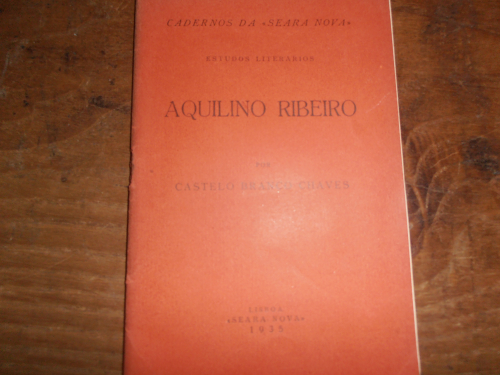 CADERNOS DA «SEARA NOVA»
ESTUDOS LITERÁRIOS
AQUILINO RIBEIRO
POR
CASTELO BRANCO CHAVES
LISBOA
«SEARA NOVA»